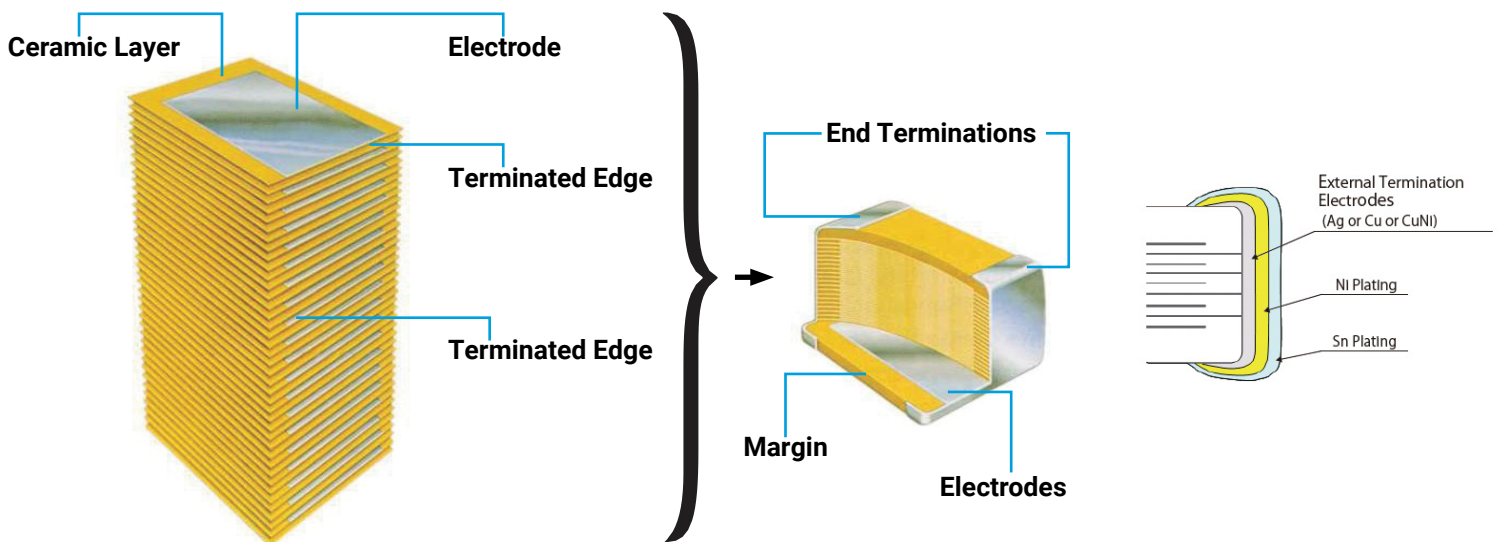 Ceramic Layer
Electrode
Terminated Edge
Terminated Edge
End Terminations
Margin
Electrodes
External Termination
Electrodes
(Ag or Cu or CuNI)
NI Plating
Sn Plating